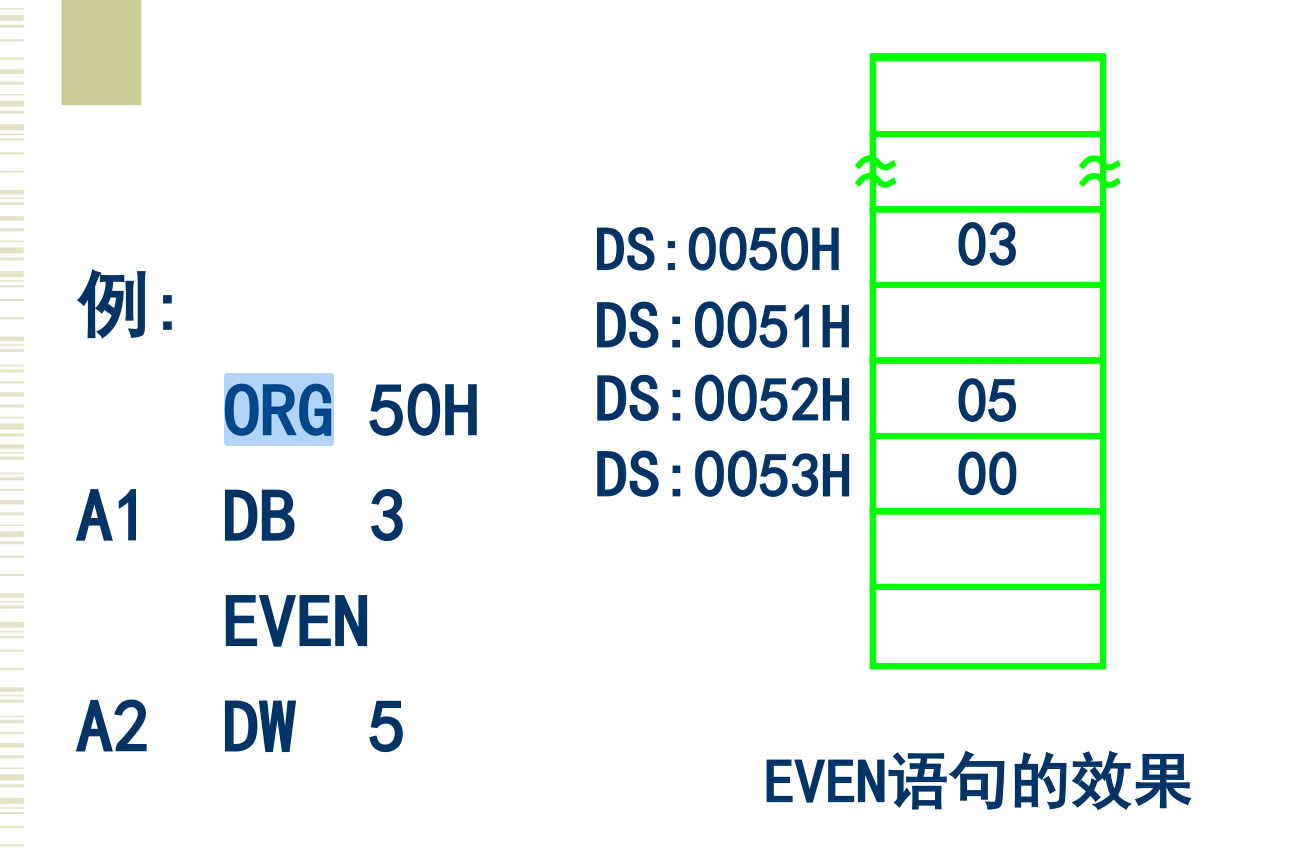 例:
ORG 50H
A1 DB 3
EVEN
A2 DW 5
DS:0050H 03
DS:0051H
DS:0052H 05
DS:0053H 00
EVEN语句的效果